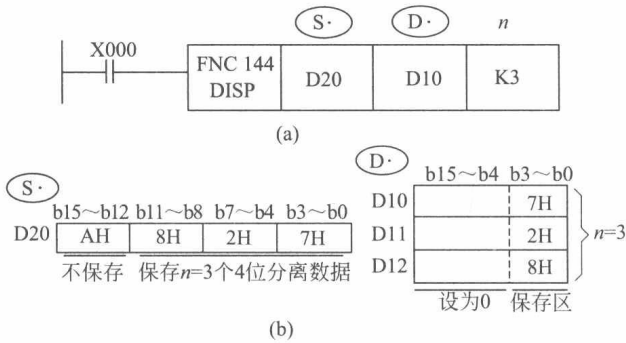 S· D· n
X000
FNC 144
DISP
D20
D10
K3
(a)
S·
b15～b12 b11～b8 b7～b4 b3～b0
D20 AH 8H 2H 7H
不保存 保存n=3个4位分离数据
D·
b15～b4 b3～b0
D10 7H
D11 2H n=3
D12 8H
设为0 保存区
(b)